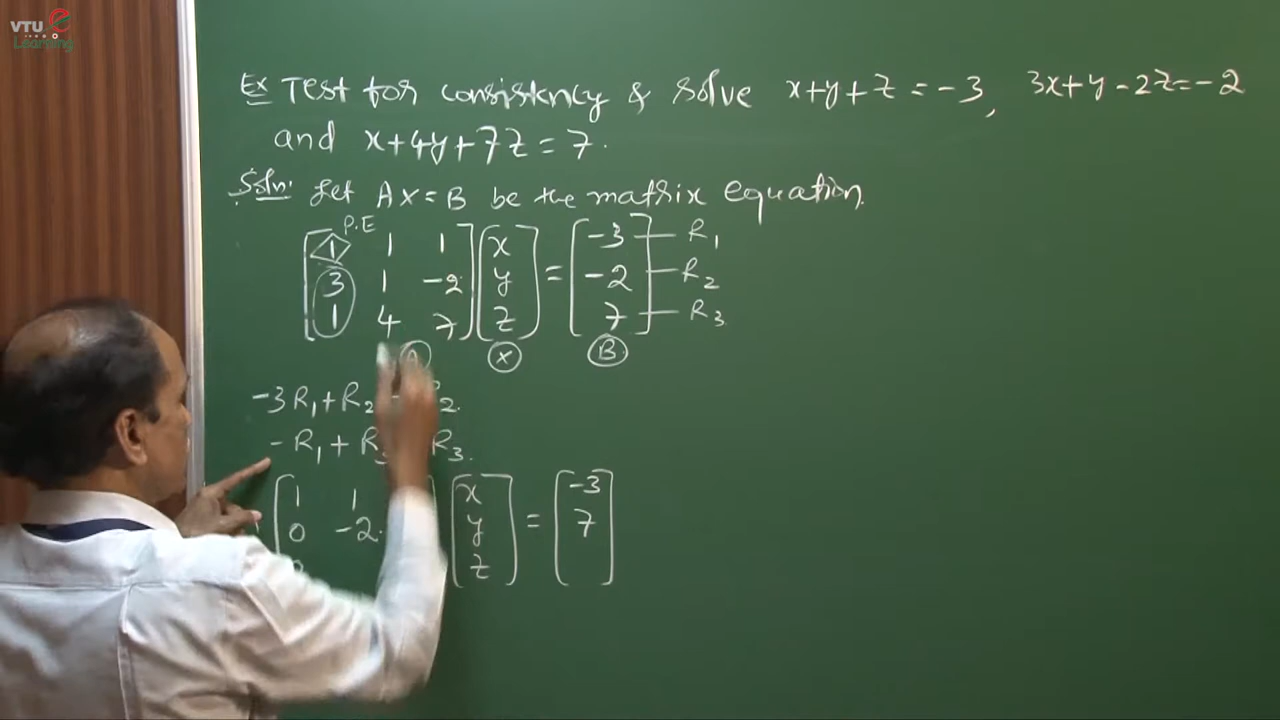 VTU e
Learning
Ex Test for consistency & solve x+y+z=-3, 3x+y-2z=-2
and x+4y+7z=7.
Soln: Let AX=B be the matrix equation.
P.E
[1 1 1] [x] = [-3] — R₁
[3 1 -2] [y] [-2] — R₂
[1 4 7] [z] [7] — R₃
X B
-3R₁+R₂ R₂.
-R₁+R₃ R₃.
[1 1 [x] = [-3]
[0 -2 [y] [7]
[0 [z]